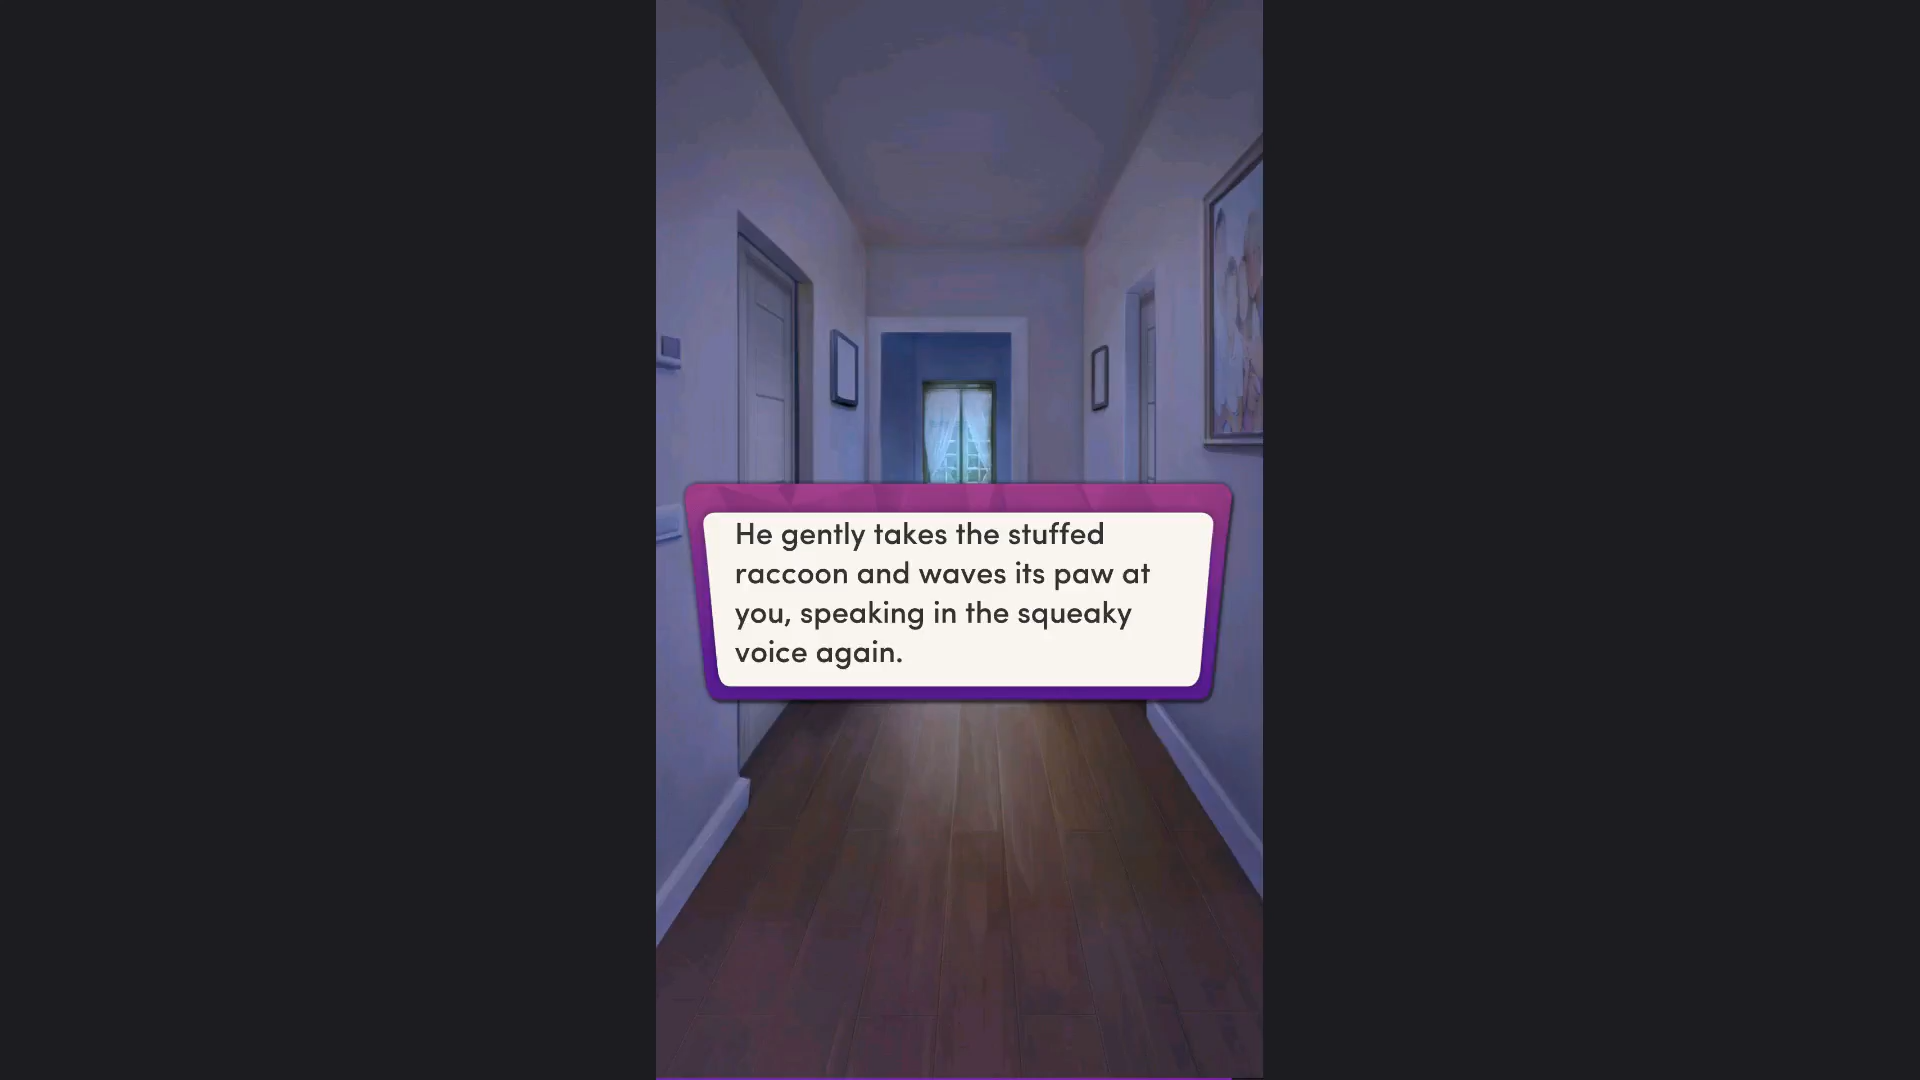 He gently takes the stuffed
raccoon and waves its paw at
you, speaking in the squeaky
voice again.